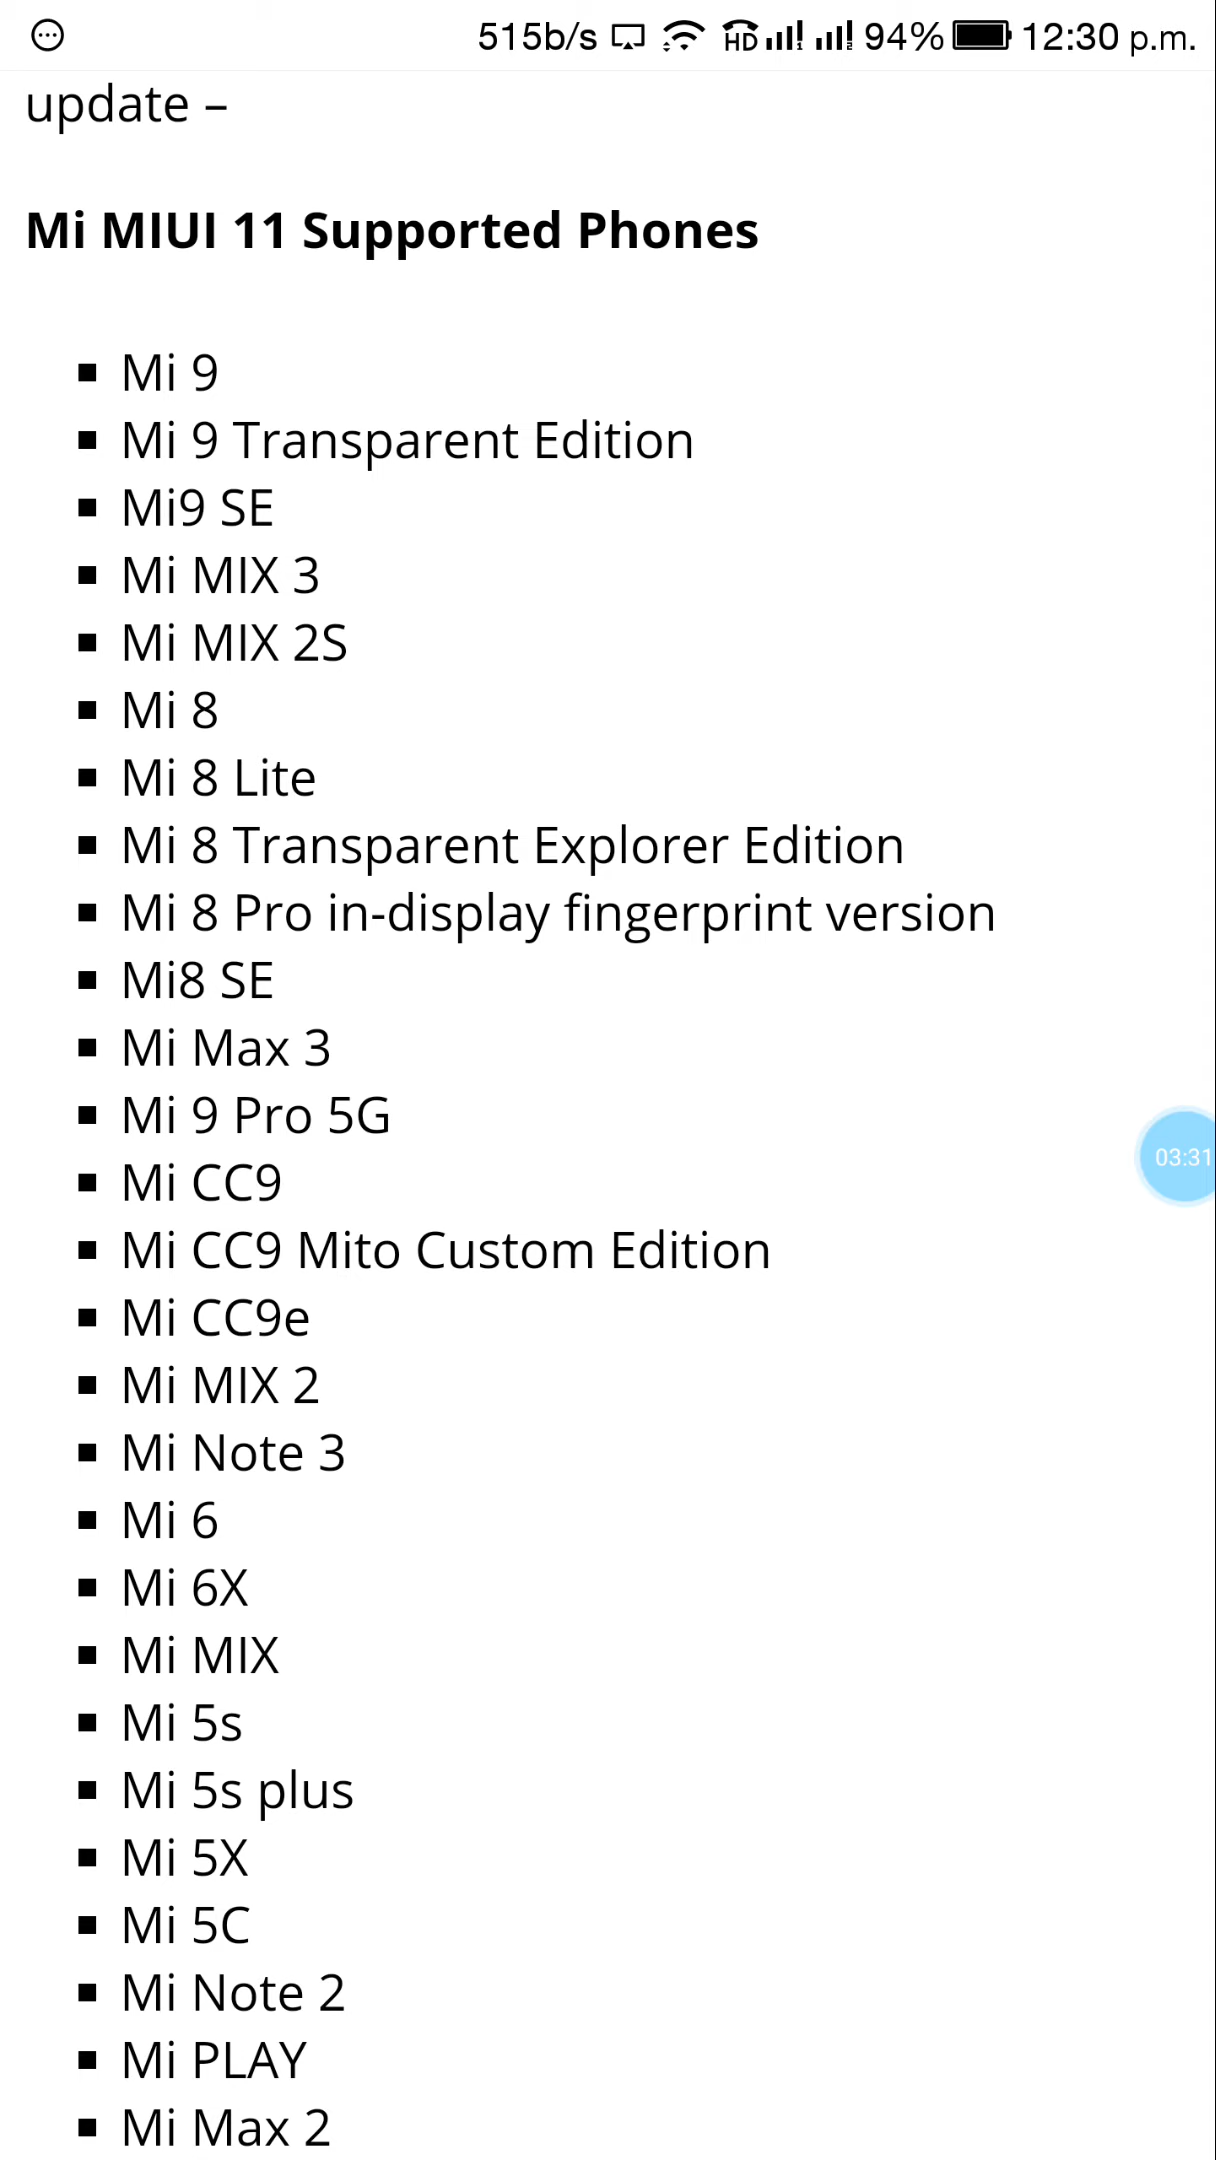 515b/s HD 94% 12:30 p.m.
update –
Mi MIUI 11 Supported Phones
Mi 9
Mi 9 Transparent Edition
Mi9 SE
Mi MIX 3
Mi MIX 2S
Mi 8
Mi 8 Lite
Mi 8 Transparent Explorer Edition
Mi 8 Pro in-display fingerprint version
Mi8 SE
Mi Max 3
Mi 9 Pro 5G
03:31
Mi CC9
Mi CC9 Mito Custom Edition
Mi CC9e
Mi MIX 2
Mi Note 3
Mi 6
Mi 6X
Mi MIX
Mi 5s
Mi 5s plus
Mi 5X
Mi 5C
Mi Note 2
Mi PLAY
Mi Max 2